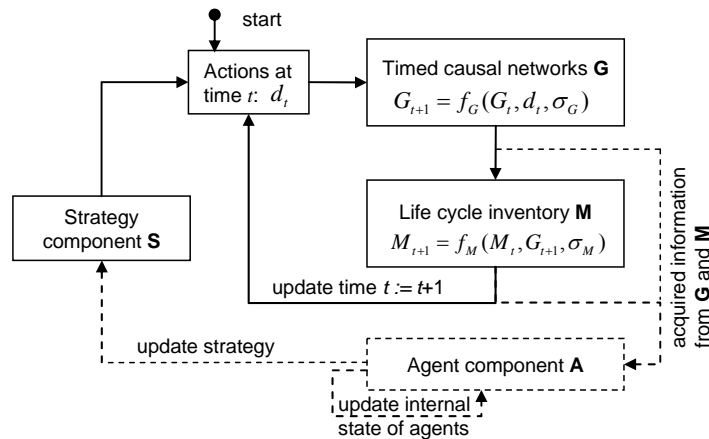 start
Actions at
time t: d_t
Timed causal networks G
G_{t+1} = f_G(G_t, d_t, σ_G)
Life cycle inventory M
M_{t+1} = f_M(M_t, G_{t+1}, σ_M)
Strategy
component S
update time t := t+1
acquired information
from G and M
update strategy
Agent component A
update internal
state of agents